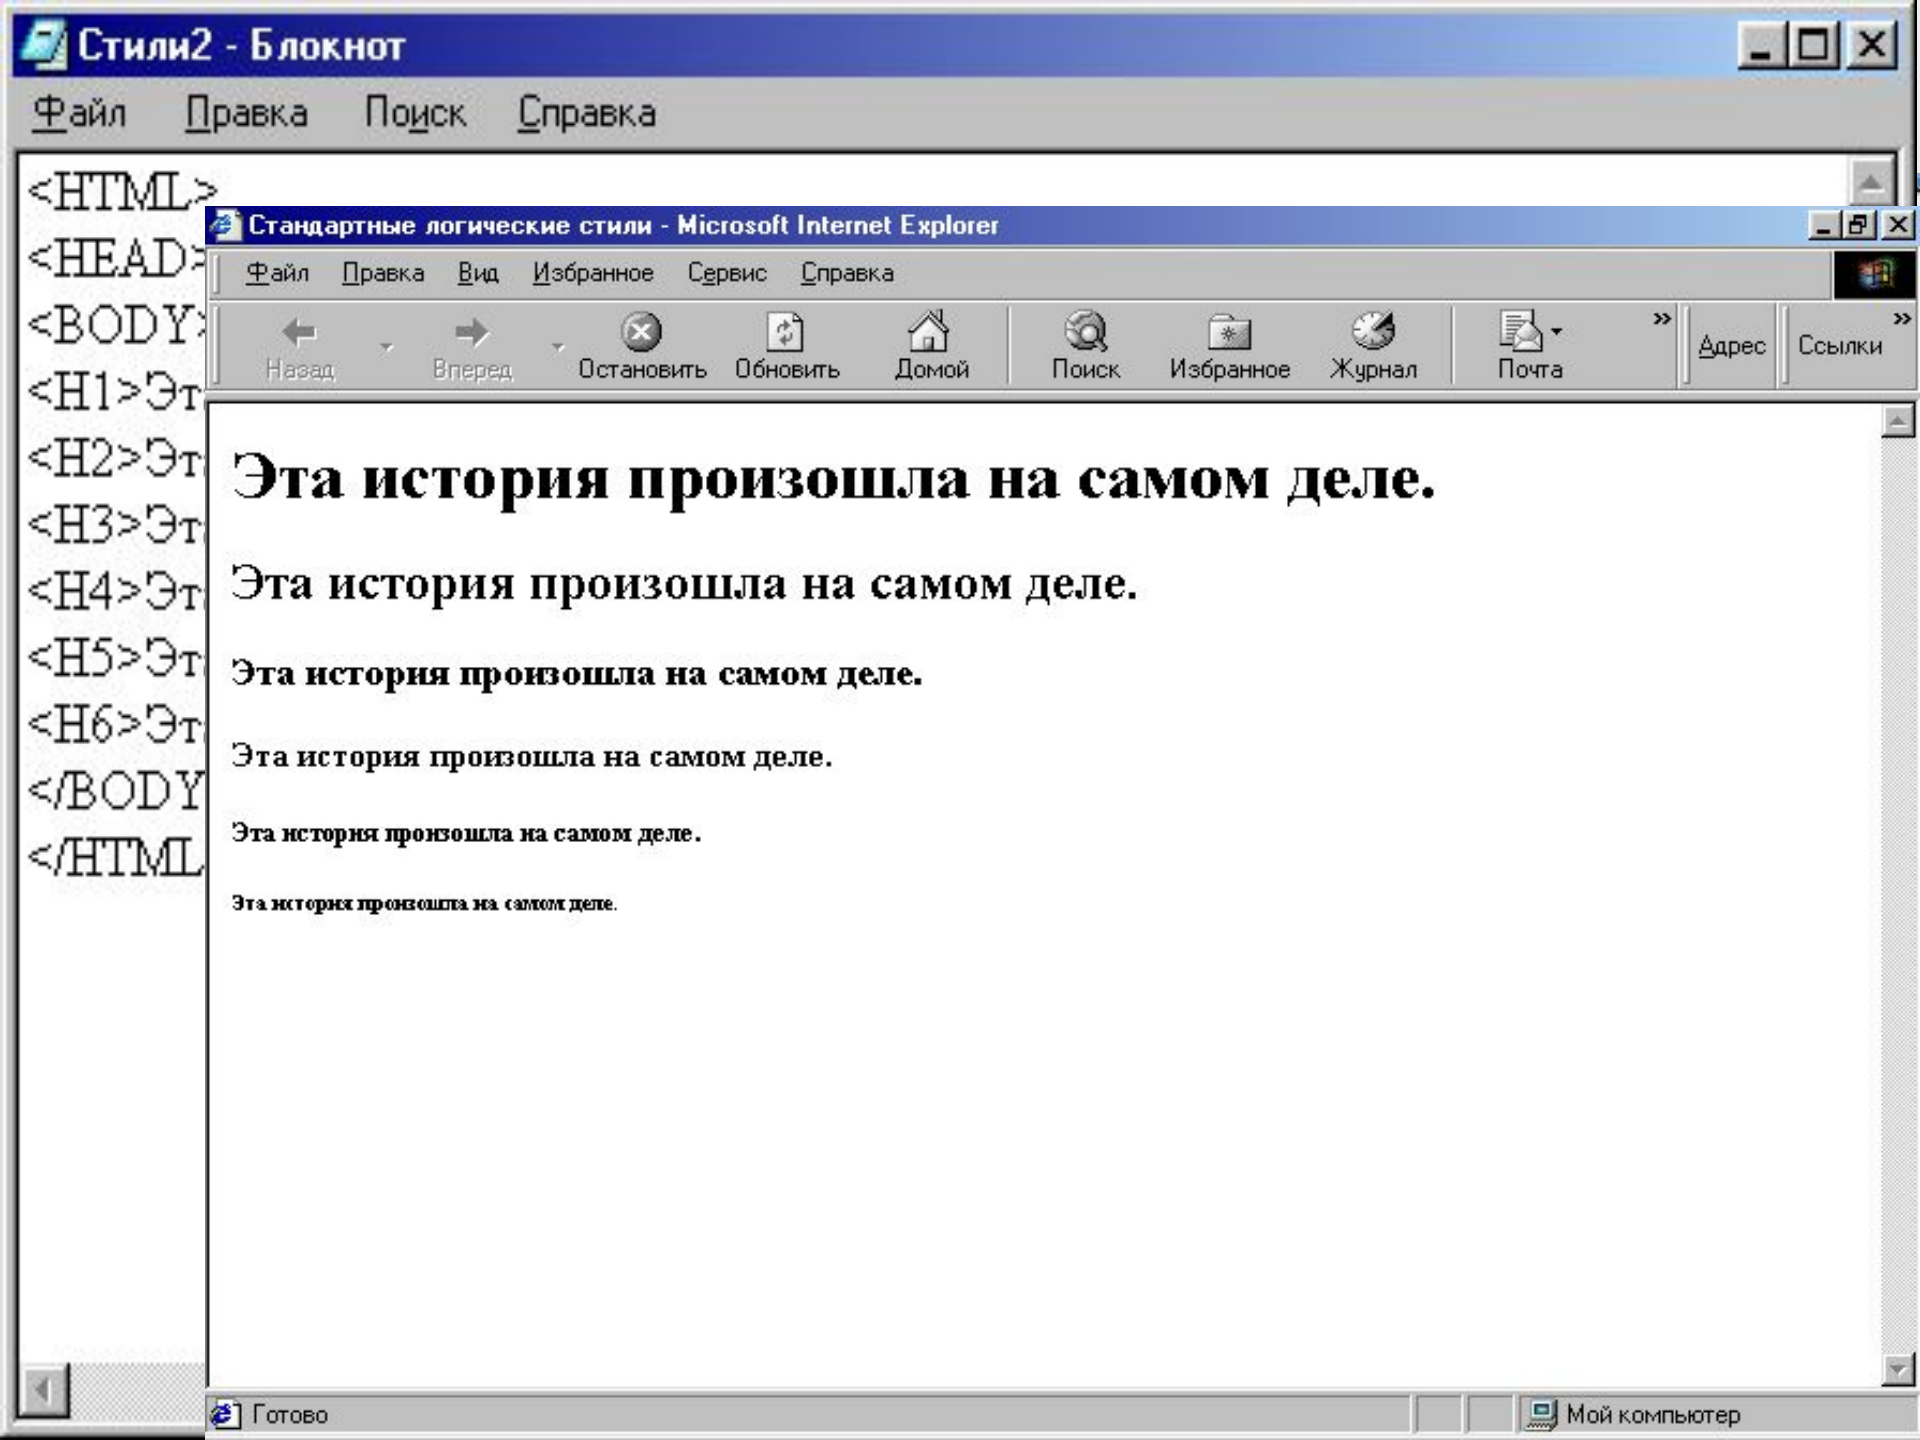 Стили2 - Блокнот
Файл Правка Поиск Справка
<HTML>
<HEAD>
<BODY>
<H1>Эт
<H2>Эт
<H3>Эт
<H4>Эт
<H5>Эт
<H6>Эт
</BODY
</HTML
Стандартные логические стили - Microsoft Internet Explorer
Файл Правка Вид Избранное Сервис Справка
Назад Вперед Остановить Обновить Домой Поиск Избранное Журнал Почта » Адрес Ссылки »
Эта история произошла на самом деле.
Эта история произошла на самом деле.
Эта история произошла на самом деле.
Эта история произошла на самом деле.
Эта история произошла на самом деле.
Эта история произошла на самом деле.
Готово Мой компьютер